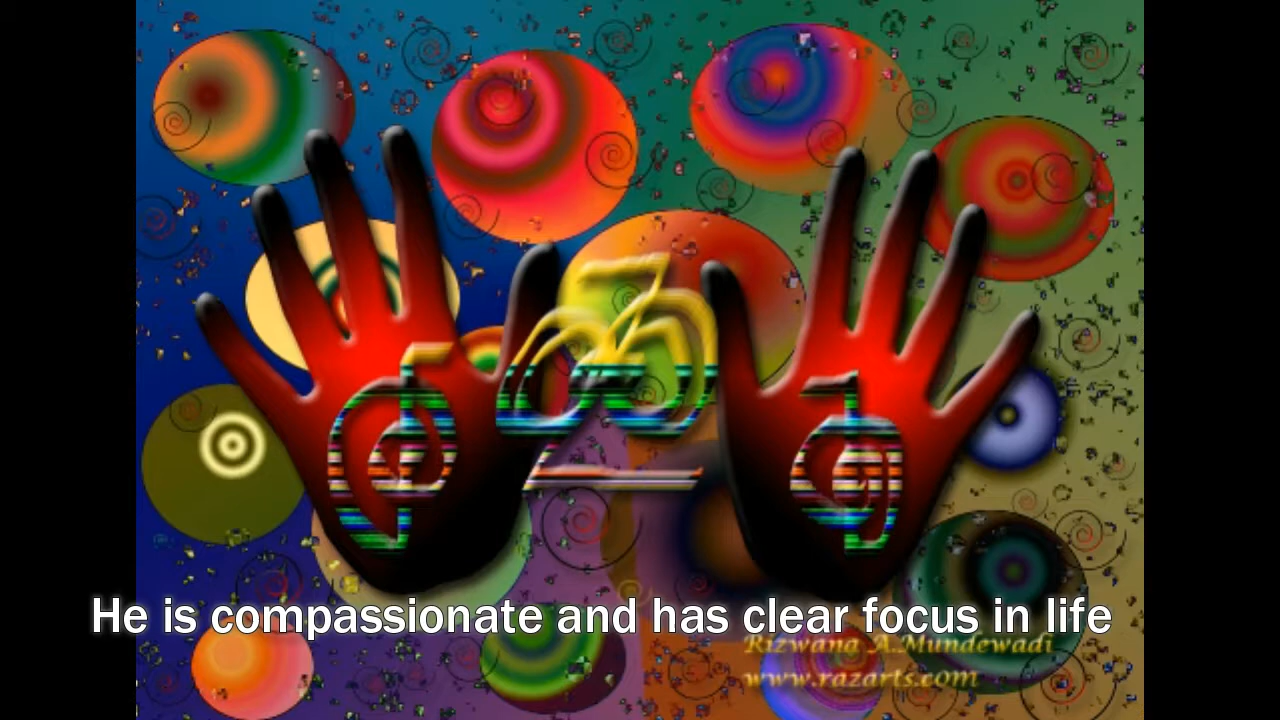 He is compassionate and has clear focus in life
Rizwana A.Mundewadi
www.razarts.com